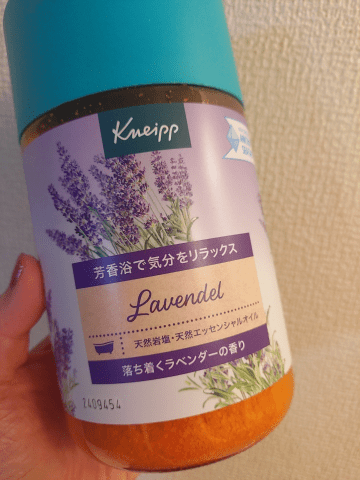 Kneipp
芳香浴で気分をリラックス
Lavendel
天然岩塩・天然エッセンシャルオイル
落ち着くラベンダーの香り
2409454